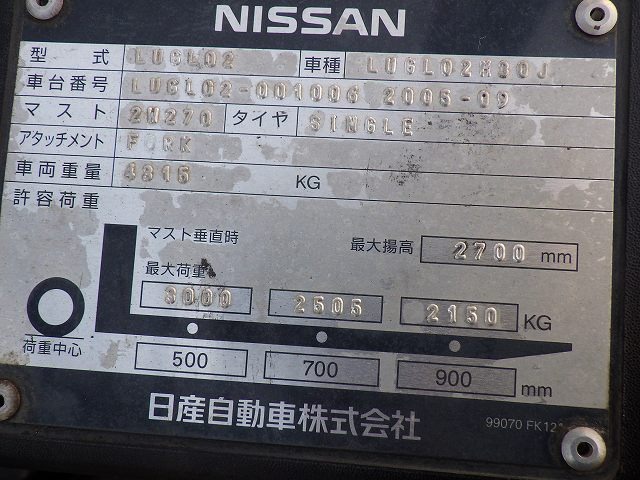 NISSAN
型式 LUGL02 車種 LUGL02M30J
車台番号 LUGL02-001006 2005-09
マスト 2M270 タイヤ SINGLE
アタッチメント FORK
車両重量 4315 KG
許容荷重
マスト垂直時 最大揚高 2700 mm
最大荷重
3000 2505 2150 KG
荷重中心 500 700 900 mm
日産自動車株式会社 99070